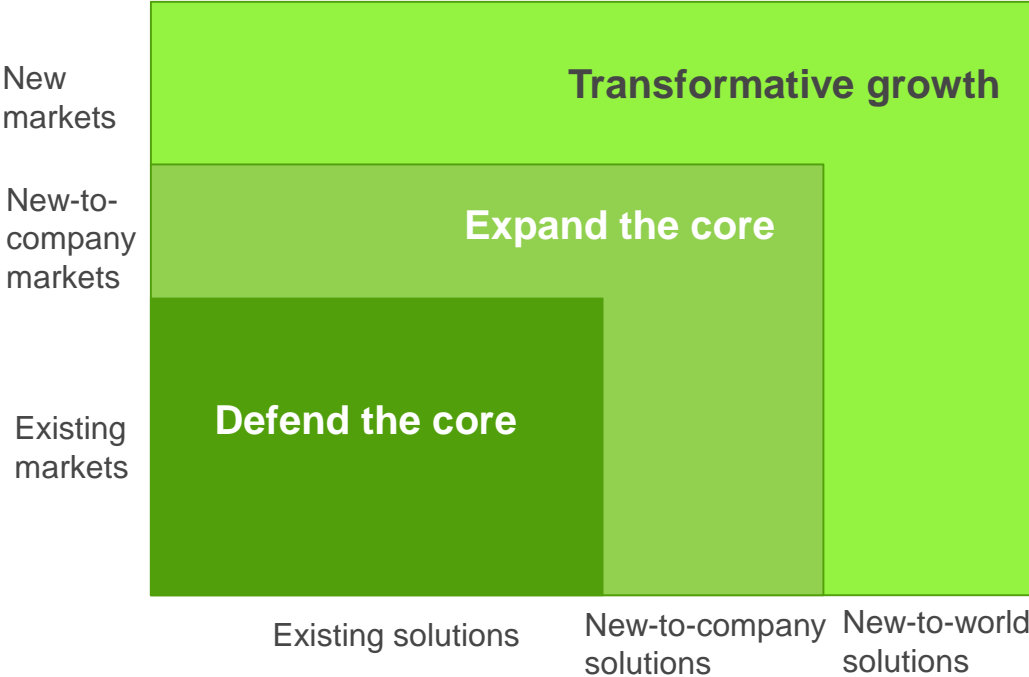 New
markets
Transformative growth
New-to-
company
markets
Expand the core
Existing
markets
Defend the core
Existing solutions
New-to-company
solutions
New-to-world
solutions